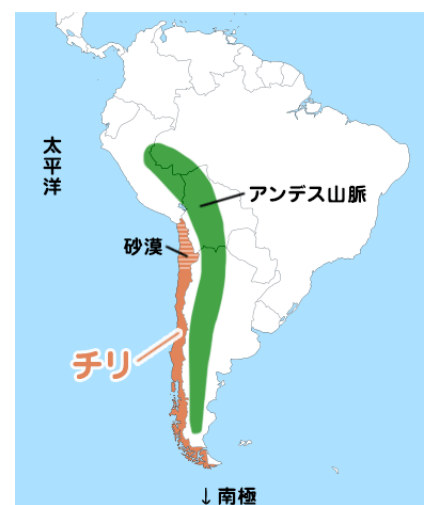 太平洋
アンデス山脈
砂漠
チリ
↓南極